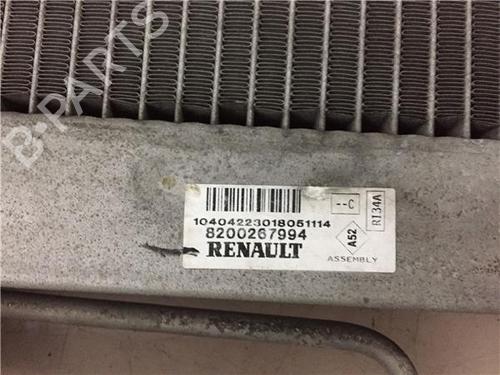 B-PARTS
10404223018051114
8200267994
RENAULT
--C
R134A
A52
ASSEMBLY